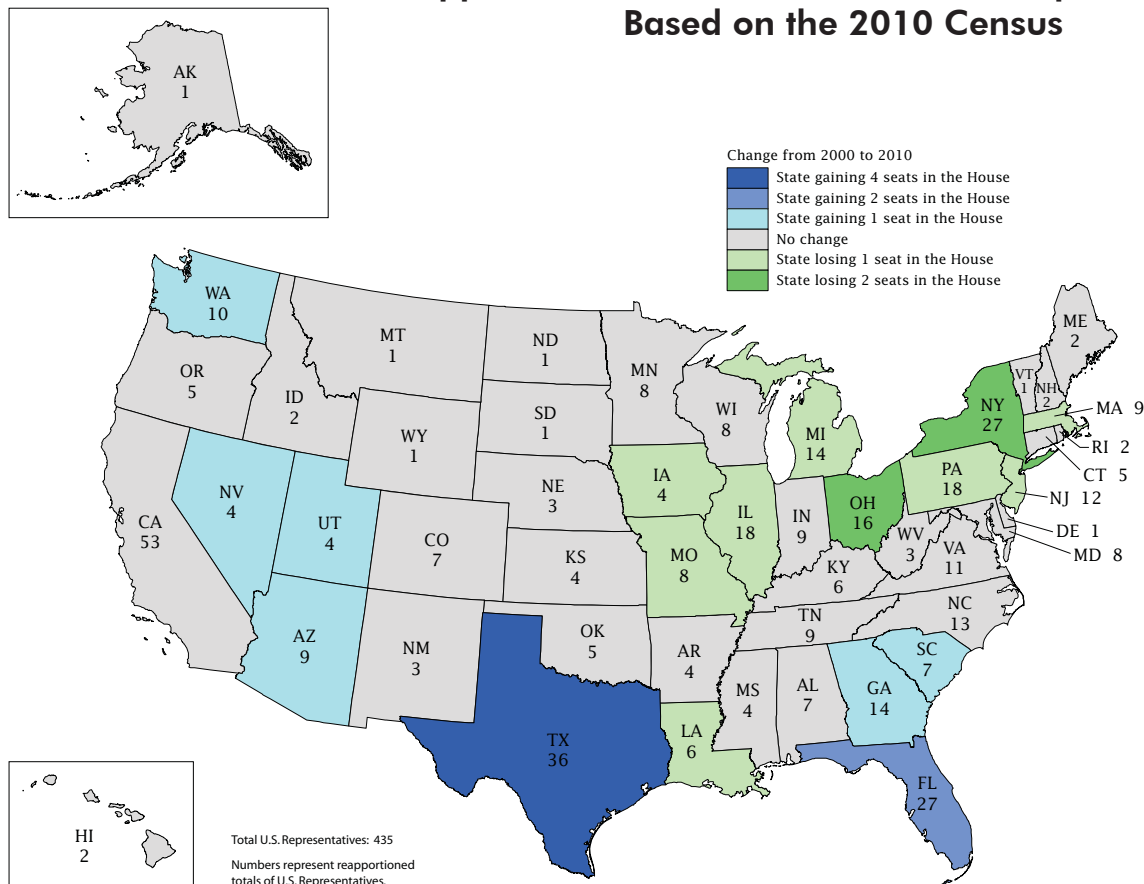 Based on the 2010 Census
AK
1
Change from 2000 to 2010
State gaining 4 seats in the House
State gaining 2 seats in the House
State gaining 1 seat in the House
No change
State losing 1 seat in the House
State losing 2 seats in the House
WA
10
MT
1
ND
1
MN
8
ME
2
VT
1
NH
2
OR
5
ID
2
SD
1
WI
8
MI
14
NY
27
MA 9
RI 2
CT 5
NJ 12
WY
1
IA
4
PA
18
NE
3
NV
4
UT
4
CA
53
CO
7
IL
18
IN
9
OH
16
WV
3
VA
11
DE 1
MD 8
KS
4
MO
8
KY
6
NC
13
TN
9
AZ
9
NM
3
OK
5
AR
4
SC
7
MS
4
AL
7
GA
14
TX
36
LA
6
FL
27
HI
2
Total U.S. Representatives: 435
Numbers represent reapportioned
totals of U.S. Representatives.